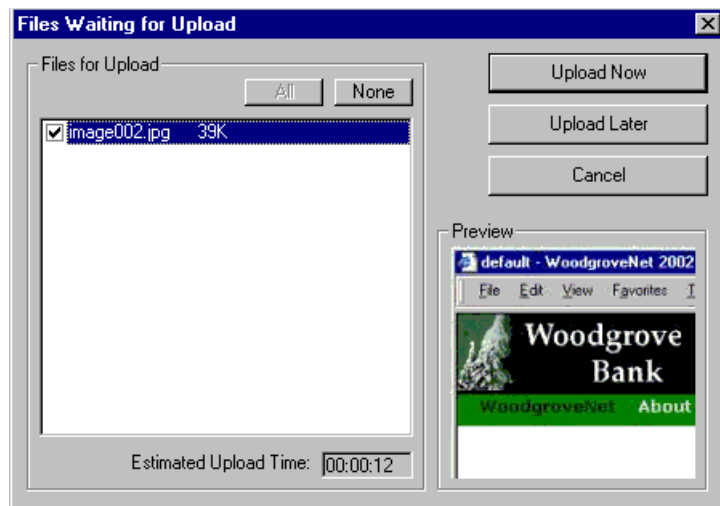 Files Waiting for Upload
Files for Upload
All
None
image002.jpg 39K
Estimated Upload Time: 00:00:12
Upload Now
Upload Later
Cancel
Preview
default - WoodgroveNet 2002
File Edit View Favorites T
Woodgrove
Bank
WoodgroveNet About